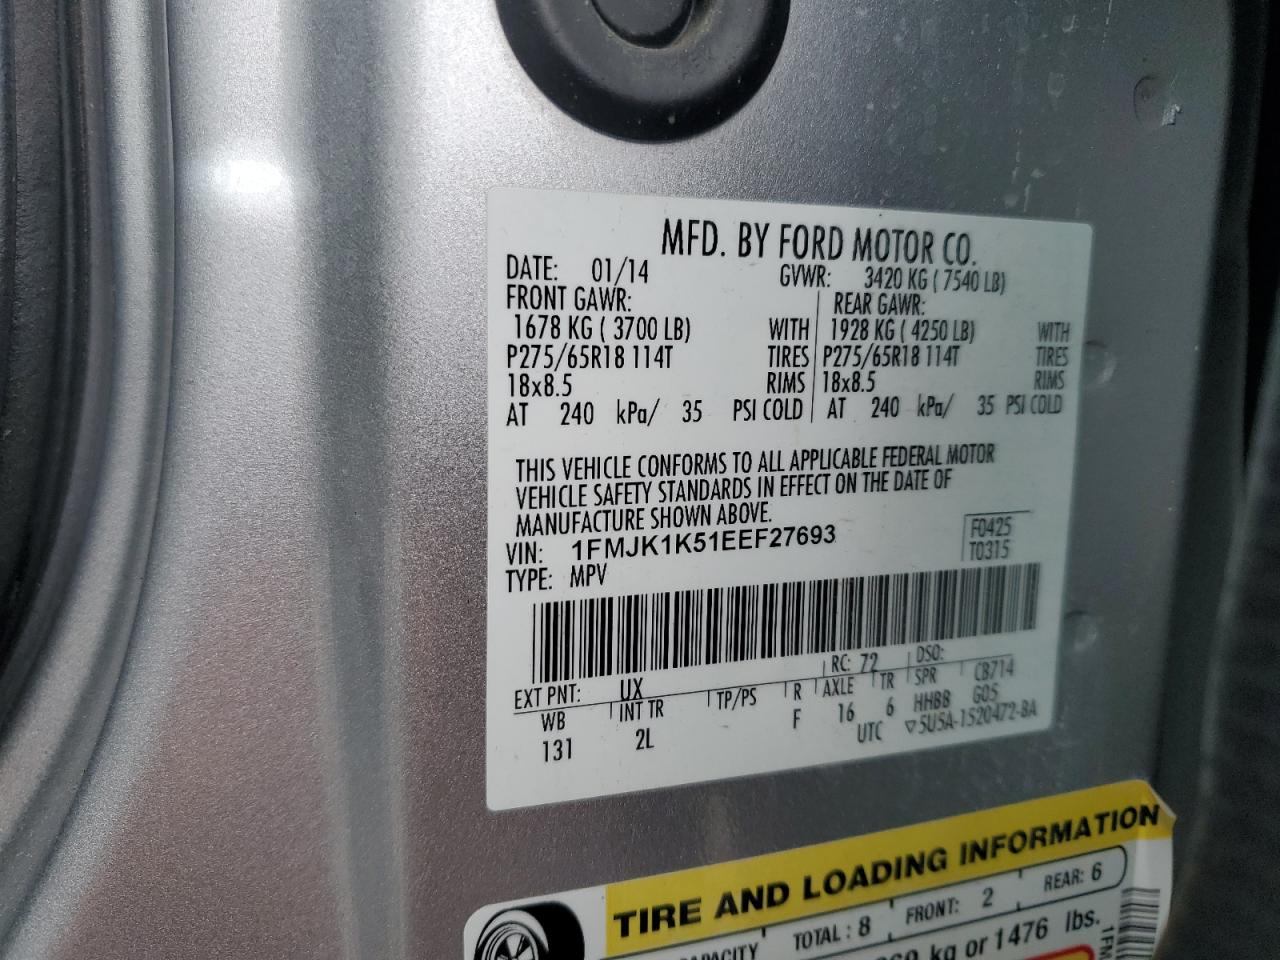 MFD. BY FORD MOTOR CO.
DATE: 01/14 GVWR: 3420 KG ( 7540 LB)
FRONT GAWR: REAR GAWR:
1678 KG ( 3700 LB) WITH 1928 KG ( 4250 LB) WITH
P275/65R18 114T TIRES P275/65R18 114T TIRES
18x8.5 RIMS 18x8.5 RIMS
AT 240 kPa/ 35 PSI COLD AT 240 kPa/ 35 PSI COLD
THIS VEHICLE CONFORMS TO ALL APPLICABLE FEDERAL MOTOR
VEHICLE SAFETY STANDARDS IN EFFECT ON THE DATE OF
MANUFACTURE SHOWN ABOVE.
VIN: 1FMJK1K51EEF27693 F0425
TYPE: MPV T0315
EXT PNT: UX RC: 72 DSO:
WB INT TR TP/PS R AXLE TR SPR CB714
131 2L F 16 6 HHBB G05
UTC ▽5U5A-1520472-BA
TIRE AND LOADING INFORMATION
TOTAL : 8 FRONT: 2 REAR: 6
kg or 1476 lbs.